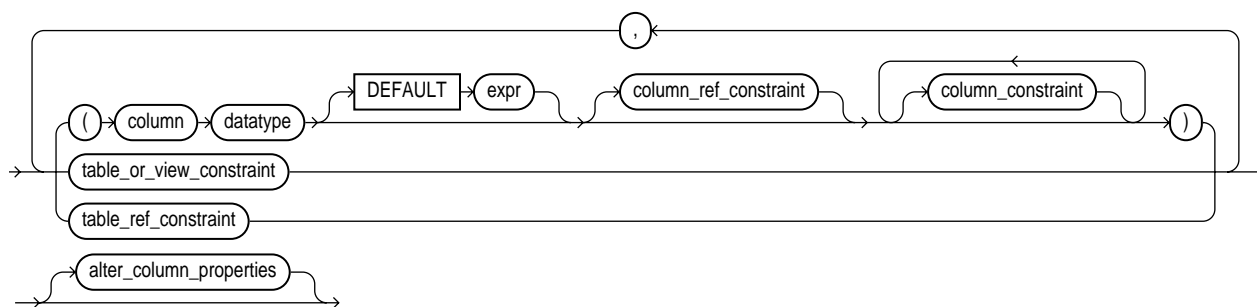 ,
DEFAULT expr column_ref_constraint column_constraint
( column datatype )
table_or_view_constraint
table_ref_constraint
alter_column_properties